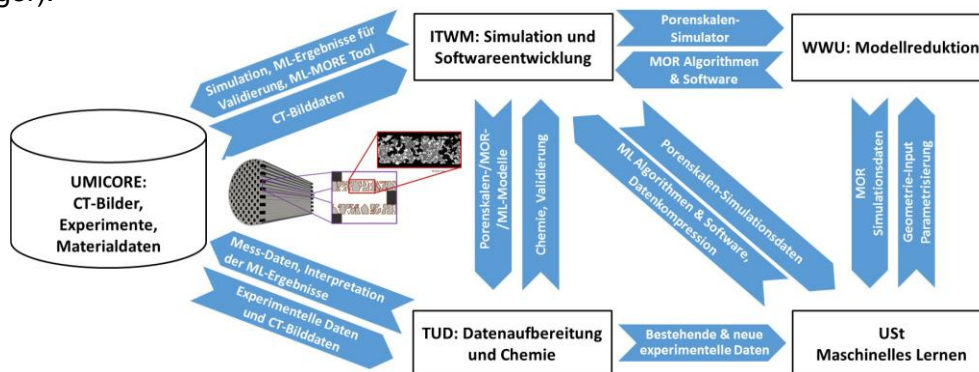 ger).
ITWM: Simulation und
Softwareentwicklung
Porenskalen-
Simulator
MOR Algorithmen
& Software
WWU: Modellreduktion
Simulation, ML-Ergebnisse für
Validierung, ML-MORE Tool
CT-Bilddaten
UMICORE:
CT-Bilder,
Experimente,
Materialdaten
Porenskalen-/MOR-
/ML-Modelle
Chemie, Validierung
Porenskalen-Simulationsdaten
ML Algorithmen & Software,
Datenkompression
MOR
Simulationsdaten
Geometrie-Input
Parametrisierung
Mess-Daten, Interpretation
der ML-Ergebnisse
Experimentelle Daten
und CT-Bilddaten
TUD: Datenaufbereitung
und Chemie
Bestehende & neue
experimentelle Daten
USt
Maschinelles Lernen